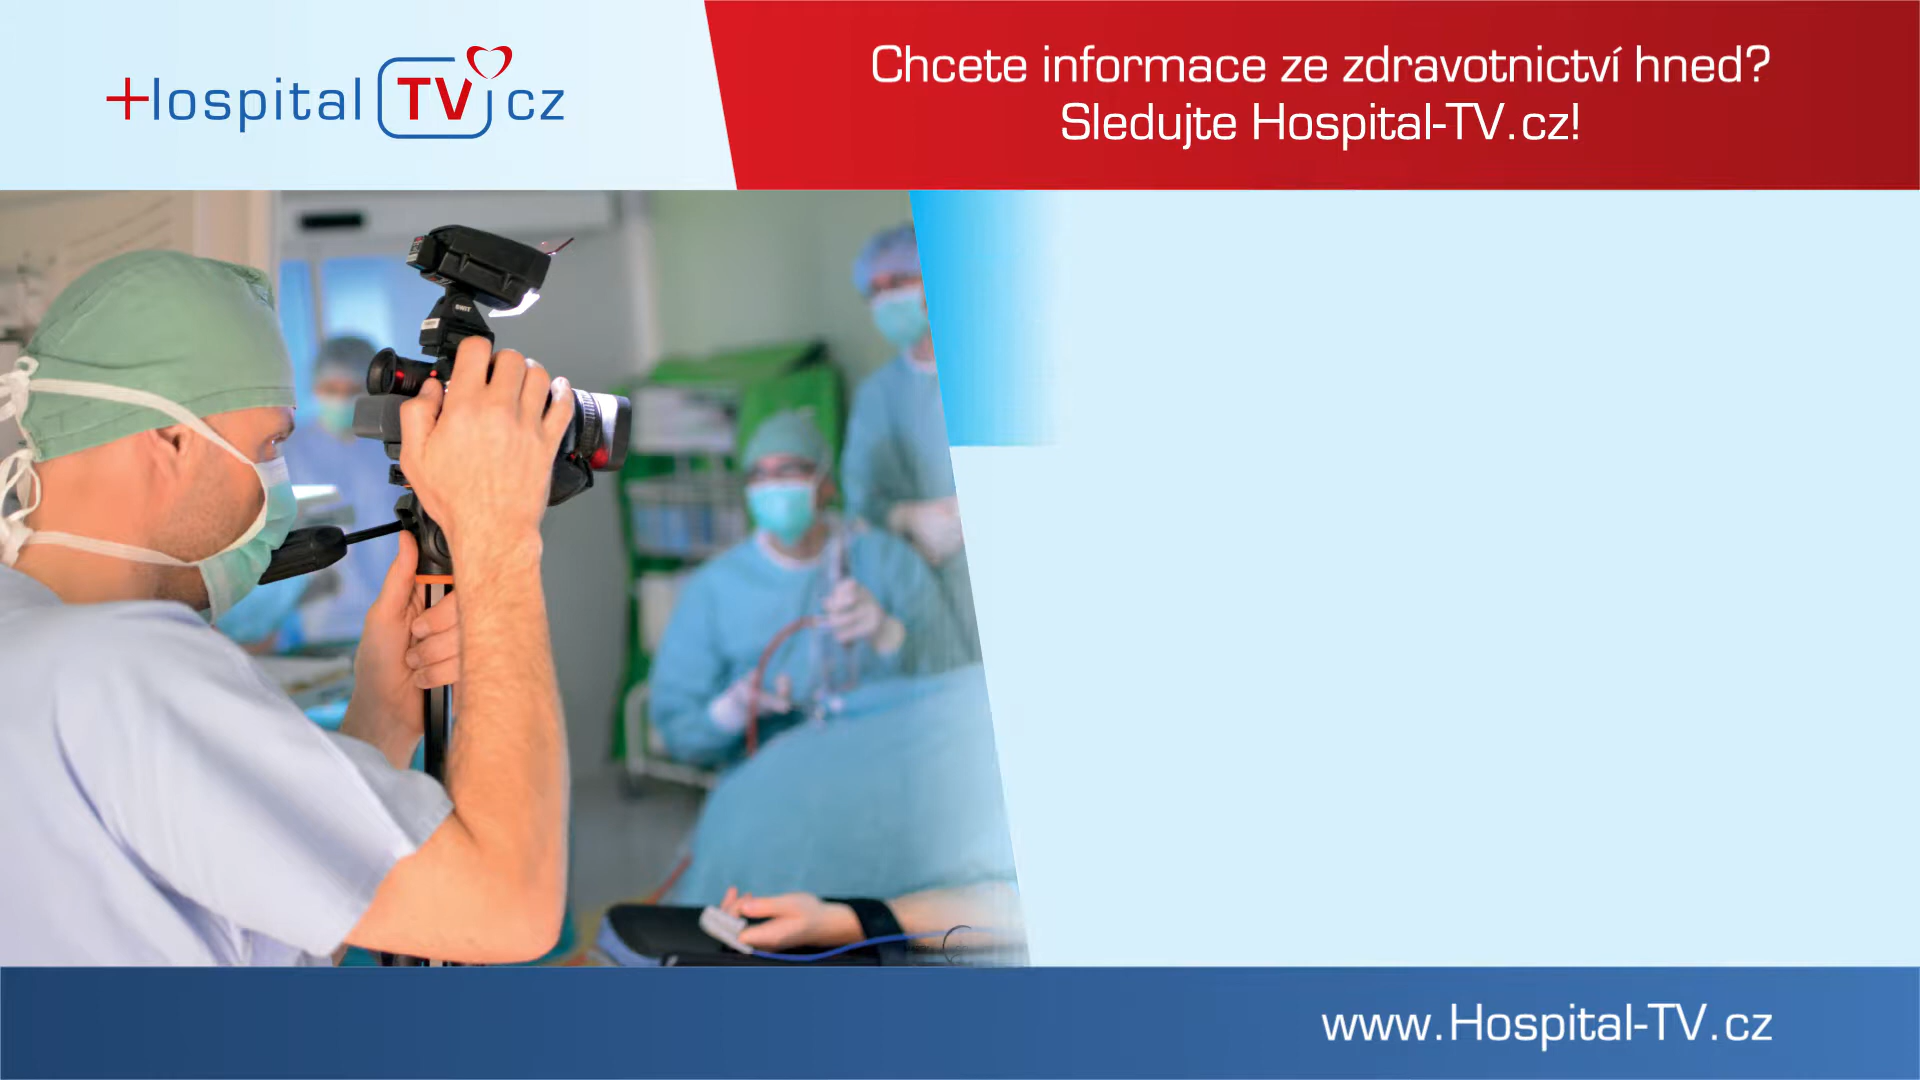 Hospital TV cz
Chcete informace ze zdravotnictví hned?
Sledujte Hospital-TV.cz!
www.Hospital-TV.cz